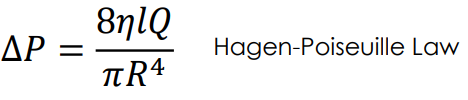 ΔP = 8ηlQ / πR⁴ Hagen-Poiseuille Law